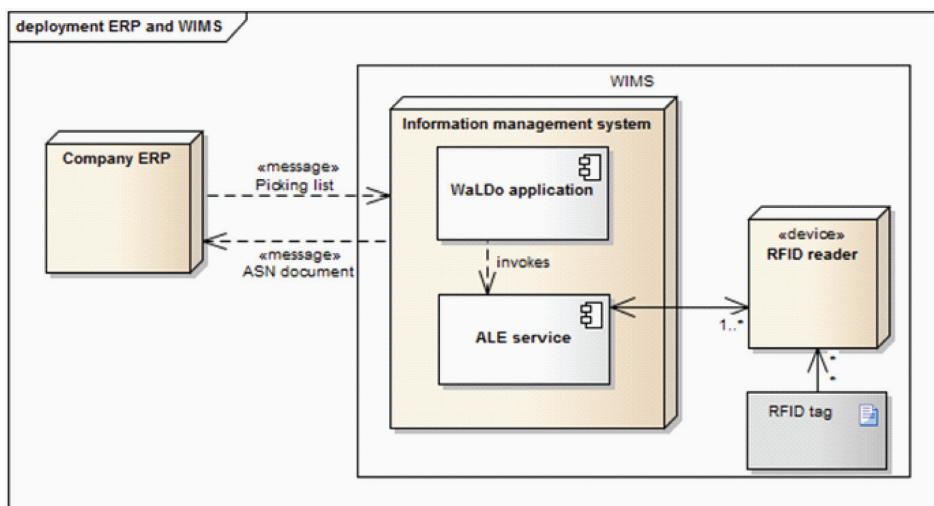 deployment ERP and WIMS
WIMS
Information management system
Company ERP
«message»
Picking list
WaLDo application
«message»
ASN document
invokes
«device»
RFID reader
ALE service
1..*
*
*
RFID tag